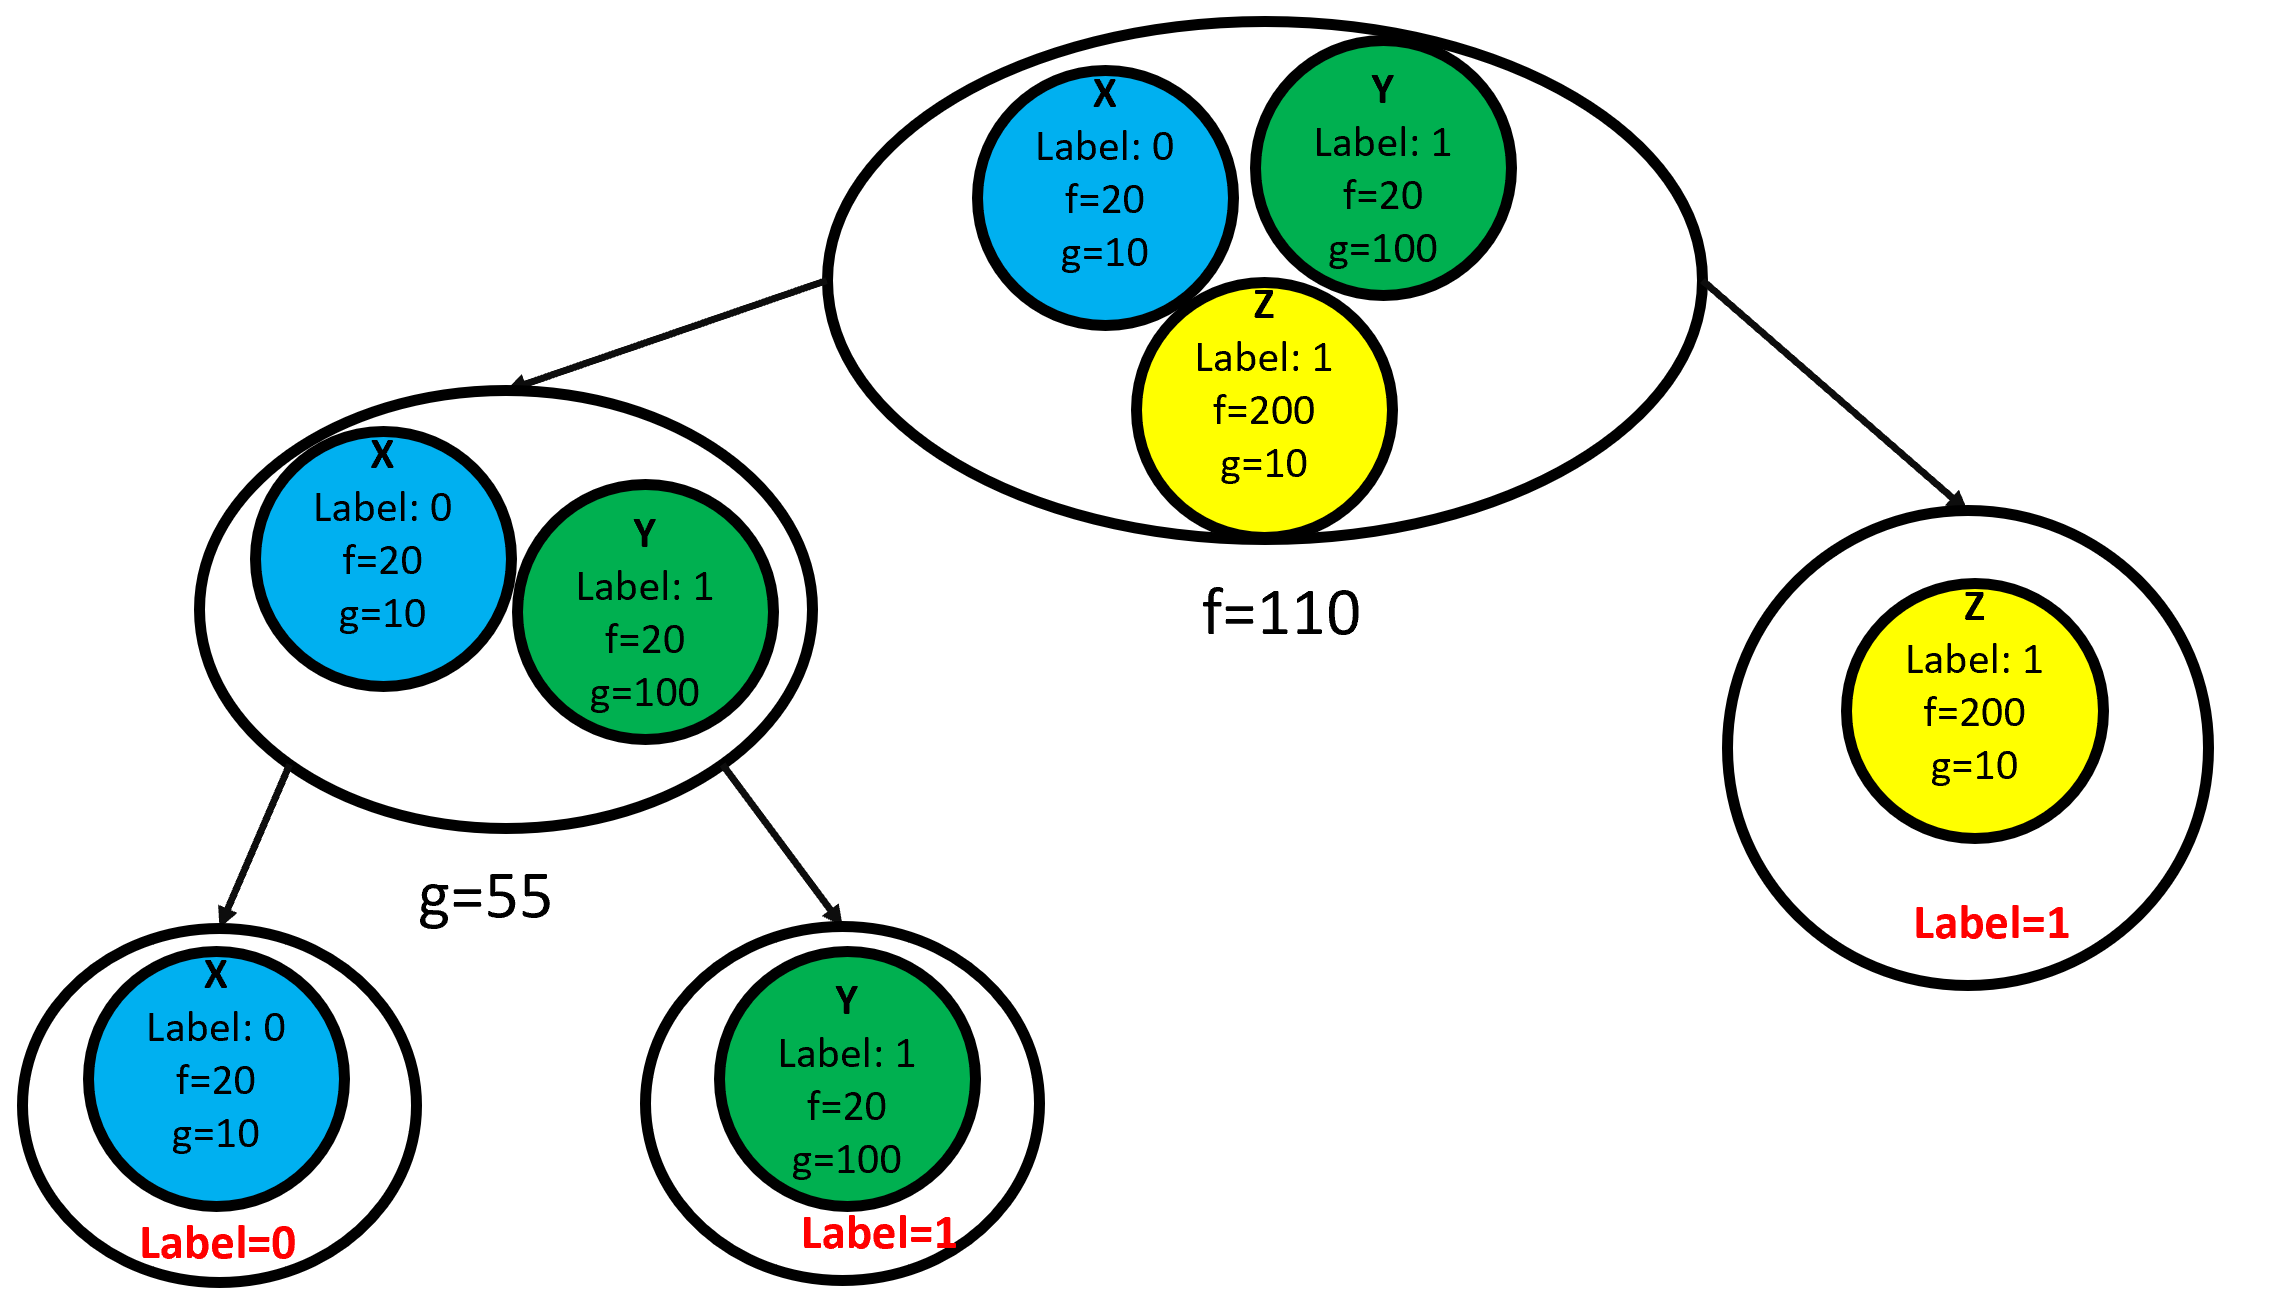 X
Label: 0
f=20
g=10
Y
Label: 1
f=20
g=100
Z
Label: 1
f=200
g=10
f=110
X
Label: 0
f=20
g=10
Y
Label: 1
f=20
g=100
g=55
Z
Label: 1
f=200
g=10
Label=1
X
Label: 0
f=20
g=10
Label=0
Y
Label: 1
f=20
g=100
Label=1